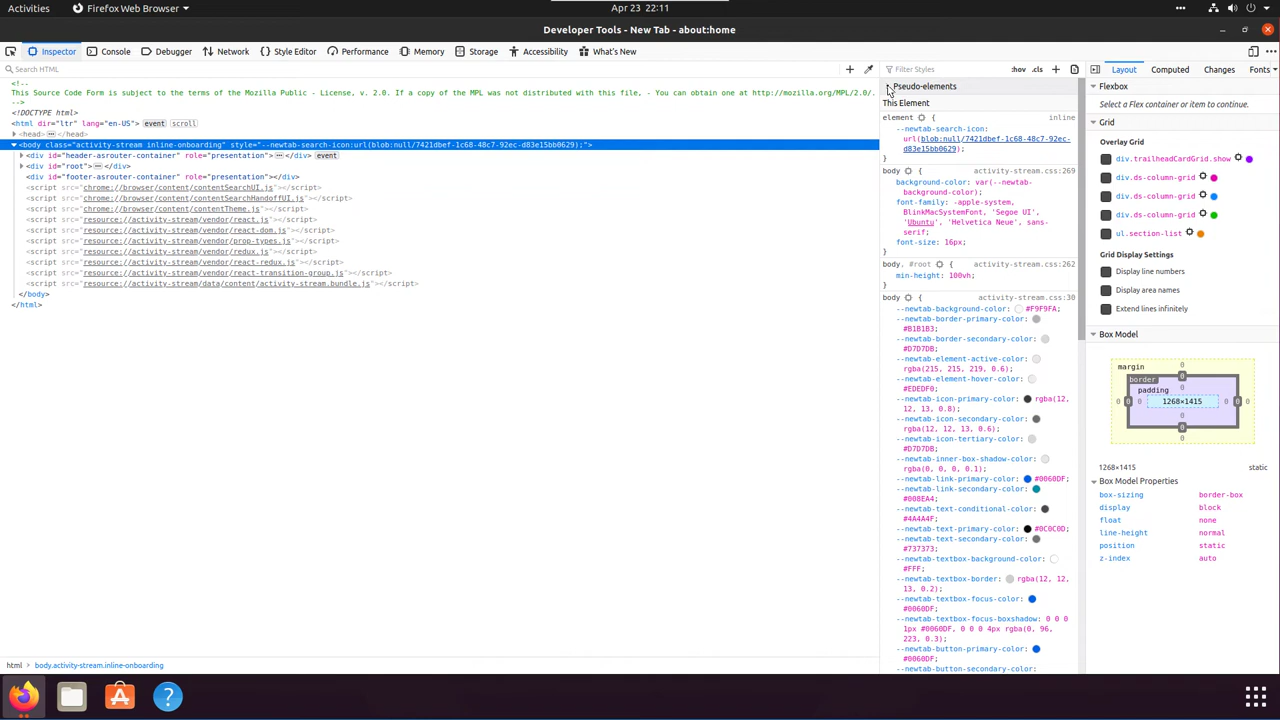 Activities
Firefox Web Browser
Apr 23 22:11
Developer Tools - New Tab - about:home
Inspector
Console
Debugger
Network
Style Editor
Performance
Memory
Storage
Accessibility
What's New
Search HTML
Filter Styles
:hov .cls
Layout
Computed
Changes
Fonts
<!--
This Source Code Form is subject to the terms of the Mozilla Public - License, v. 2.0. If a copy of the MPL was not distributed with this file, - You can obtain one at http://mozilla.org/MPL/2.0/.
-->
<!DOCTYPE html>
<html dir="ltr" lang="en-US"> event scroll
<head> </head>
<body class="activity-stream inline-onboarding" style="--newtab-search-icon:url(blob:null/7421dbef-1c68-48c7-92ec-d83e15bb0629);">
<div id="header-asrouter-container" role="presentation"> </div> event
<div id="root"> </div>
<div id="footer-asrouter-container" role="presentation"></div>
<script src="chrome://browser/content/contentSearchUI.js"></script>
<script src="chrome://browser/content/contentSearchHandoffUI.js"></script>
<script src="chrome://browser/content/contentTheme.js"></script>
<script src="resource://activity-stream/vendor/react.js"></script>
<script src="resource://activity-stream/vendor/react-dom.js"></script>
<script src="resource://activity-stream/vendor/prop-types.js"></script>
<script src="resource://activity-stream/vendor/redux.js"></script>
<script src="resource://activity-stream/vendor/react-redux.js"></script>
<script src="resource://activity-stream/vendor/react-transition-group.js"></script>
<script src="resource://activity-stream/data/content/activity-stream.bundle.js"></script>
</body>
</html>
html
body.activity-stream.inline-onboarding
Pseudo-elements
This Element
element { inline
--newtab-search-icon:
url(blob:null/7421dbef-1c68-48c7-92ec-
d83e15bb0629);
}
body { activity-stream.css:269
background-color: var(--newtab-
background-color);
font-family: -apple-system,
BlinkMacSystemFont, 'Segoe UI',
'Ubuntu', 'Helvetica Neue', sans-
serif;
font-size: 16px;
}
body, #root { activity-stream.css:262
min-height: 100vh;
}
body { activity-stream.css:30
--newtab-background-color: #F9F9FA;
--newtab-border-primary-color:
#B1B1B3;
--newtab-border-secondary-color:
#D7D7DB;
--newtab-element-active-color:
rgba(215, 215, 219, 0.6);
--newtab-element-hover-color:
#EDEDF0;
--newtab-icon-primary-color: rgba(12,
12, 13, 0.8);
--newtab-icon-secondary-color:
rgba(12, 12, 13, 0.6);
--newtab-icon-tertiary-color:
#D7D7DB;
--newtab-inner-box-shadow-color:
rgba(0, 0, 0, 0.1);
--newtab-link-primary-color: #0060DF;
--newtab-link-secondary-color:
#008EA4;
--newtab-text-conditional-color:
#4A4A4F;
--newtab-text-primary-color: #0C0C0D;
--newtab-text-secondary-color:
#737373;
--newtab-textbox-background-color:
#FFF;
--newtab-textbox-border: rgba(12, 12,
13, 0.2);
--newtab-textbox-focus-color:
#0060DF;
--newtab-textbox-focus-boxshadow: 0 0 0
1px #0060DF, 0 0 0 4px rgba(0, 96,
223, 0.3);
--newtab-button-primary-color:
#0060DF;
--newtab-button-secondary-color:
Flexbox
Select a Flex container or item to continue.
Grid
Overlay Grid
div.trailheadCardGrid.show
div.ds-column-grid
div.ds-column-grid
div.ds-column-grid
ul.section-list
Grid Display Settings
Display line numbers
Display area names
Extend lines infinitely
Box Model
margin
0
border
0
padding
0
0 0 0 1268×1415 0 0 0
0
0
0
1268×1415 static
Box Model Properties
box-sizing border-box
display block
float none
line-height normal
position static
z-index auto